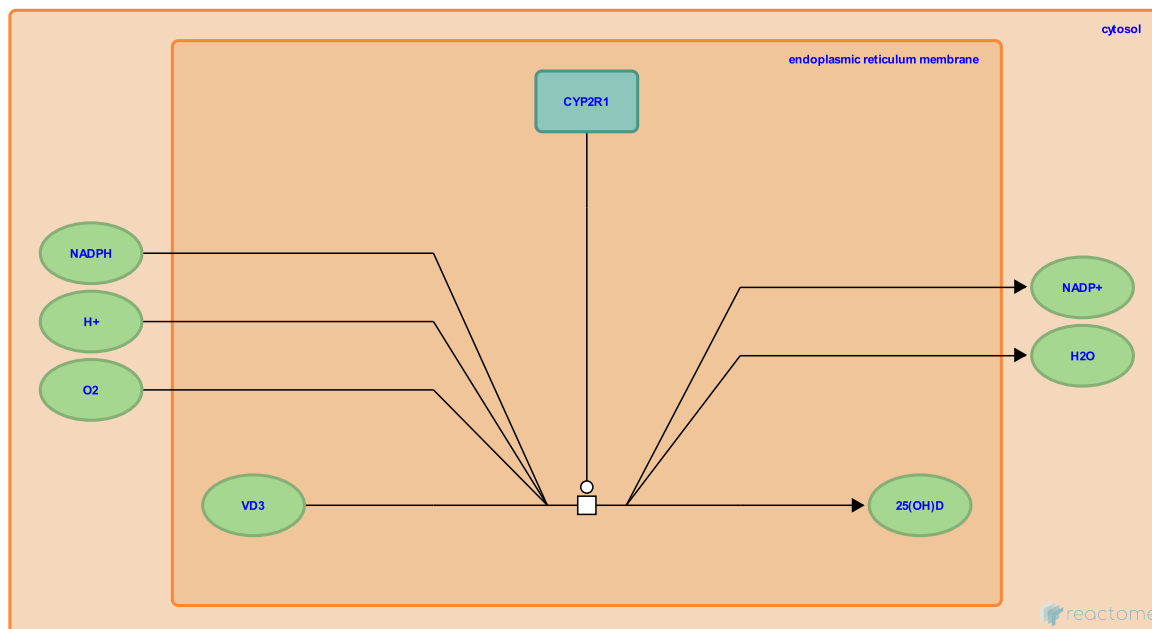 cytosol
endoplasmic reticulum membrane
CYP2R1
NADPH
H+
O2
VD3
NADP+
H2O
25(OH)D
reactome